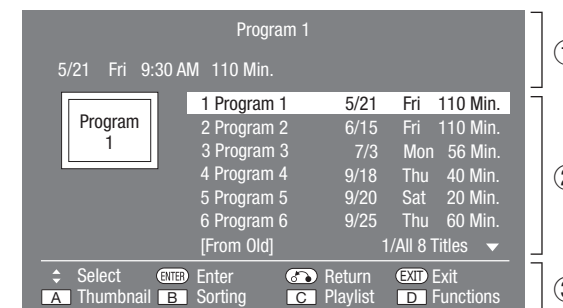 Program 1
5/21 Fri 9:30 AM 110 Min.
Program
1
1 Program 1 5/21 Fri 110 Min.
2 Program 2 6/15 Fri 110 Min.
3 Program 3 7/3 Mon 56 Min.
4 Program 4 9/18 Thu 40 Min.
5 Program 5 9/20 Sat 20 Min.
6 Program 6 9/25 Thu 60 Min.
[From Old] 1/All 8 Titles
Select ENTER Enter Return EXIT Exit
A Thumbnail B Sorting C Playlist D Functions